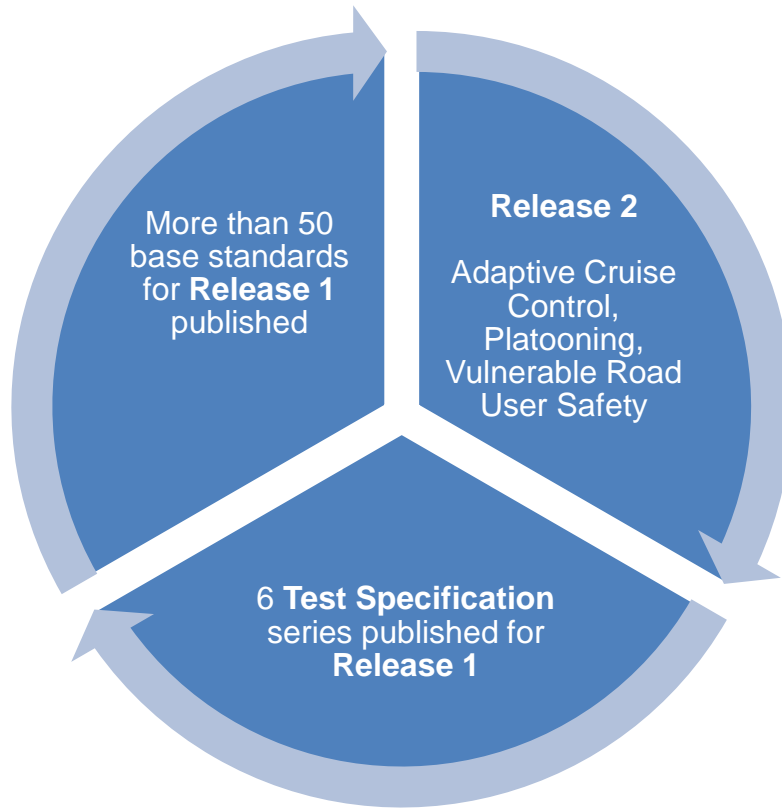 More than 50
base standards
for Release 1
published
Release 2
Adaptive Cruise
Control,
Platooning,
Vulnerable Road
User Safety
6 Test Specification
series published for
Release 1